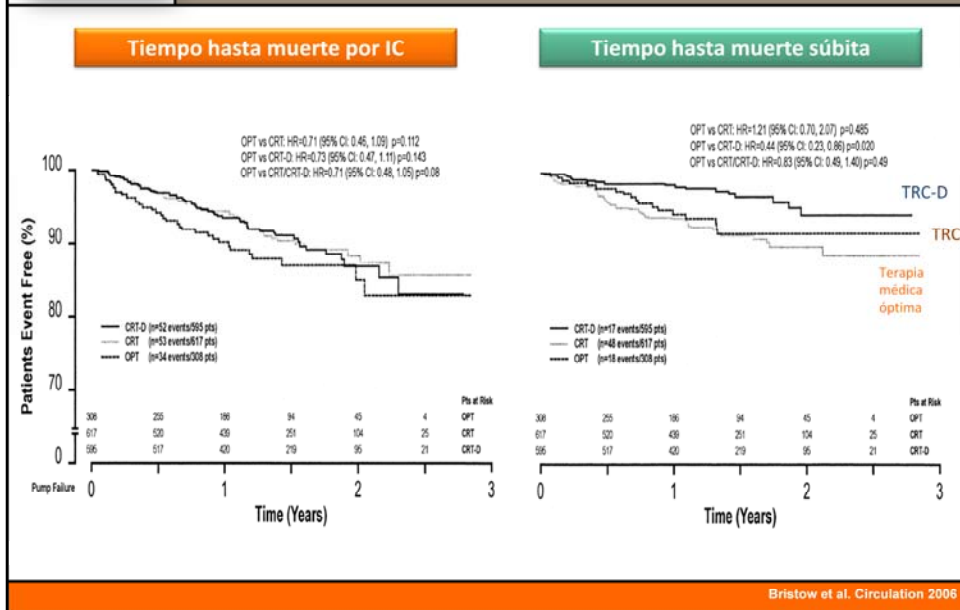 Tiempo hasta muerte por IC
OPT vs CRT: HR=0.71 (95% CI: 0.46, 1.09) p=0.112
OPT vs CRT-D: HR=0.73 (95% CI: 0.47, 1.11) p=0.143
OPT vs CRT/CRT-D: HR=0.71 (95% CI: 0.48, 1.05) p=0.08
Patients Event Free (%)
100
90
80
70
0
CRT-D (n=52 events/595 pts)
CRT (n=53 events/617 pts)
OPT (n=34 events/308 pts)
Pts at Risk
308 255 186 94 45 4 OPT
617 520 439 251 104 25 CRT
595 517 420 219 95 21 CRT-D
Pump Failure
0 1 2 3
Time (Years)
Tiempo hasta muerte súbita
OPT vs CRT: HR=1.21 (95% CI: 0.70, 2.07) p=0.485
OPT vs CRT-D: HR=0.44 (95% CI: 0.23, 0.86) p=0.020
OPT vs CRT/CRT-D: HR=0.83 (95% CI: 0.49, 1.40) p=0.49
TRC-D
TRC
Terapia
médica
óptima
CRT-D (n=17 events/595 pts)
CRT (n=48 events/617 pts)
OPT (n=18 events/308 pts)
Pts at Risk
308 255 186 94 45 4 OPT
617 520 439 251 104 25 CRT
595 517 420 219 95 21 CRT-D
0 1 2 3
Time (Years)
Bristow et al. Circulation 2006